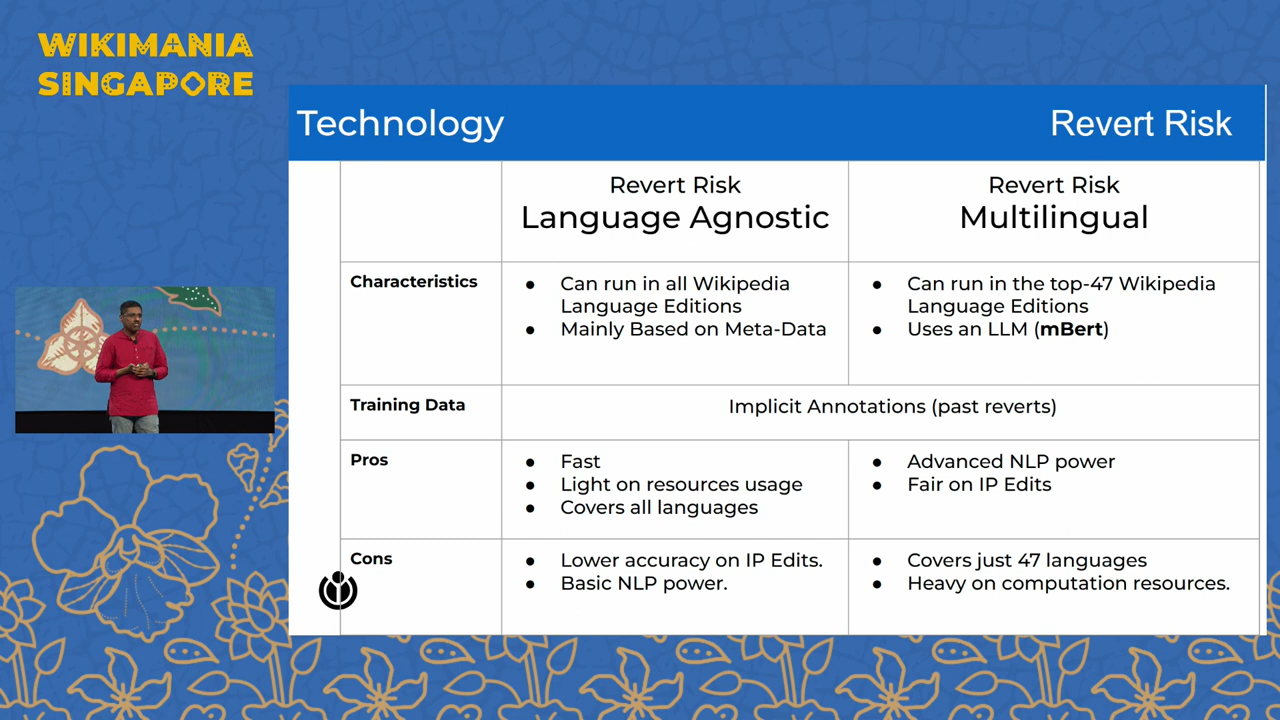 WIKIMANIA
SINGAPORE
Technology
Revert Risk
Revert Risk
Language Agnostic
Revert Risk
Multilingual
Characteristics
● Can run in all Wikipedia
Language Editions
● Mainly Based on Meta-Data
● Can run in the top-47 Wikipedia
Language Editions
● Uses an LLM (mBert)
Training Data
Implicit Annotations (past reverts)
Pros
● Fast
● Light on resources usage
● Covers all languages
● Advanced NLP power
● Fair on IP Edits
Cons
● Lower accuracy on IP Edits.
● Basic NLP power.
● Covers just 47 languages
● Heavy on computation resources.